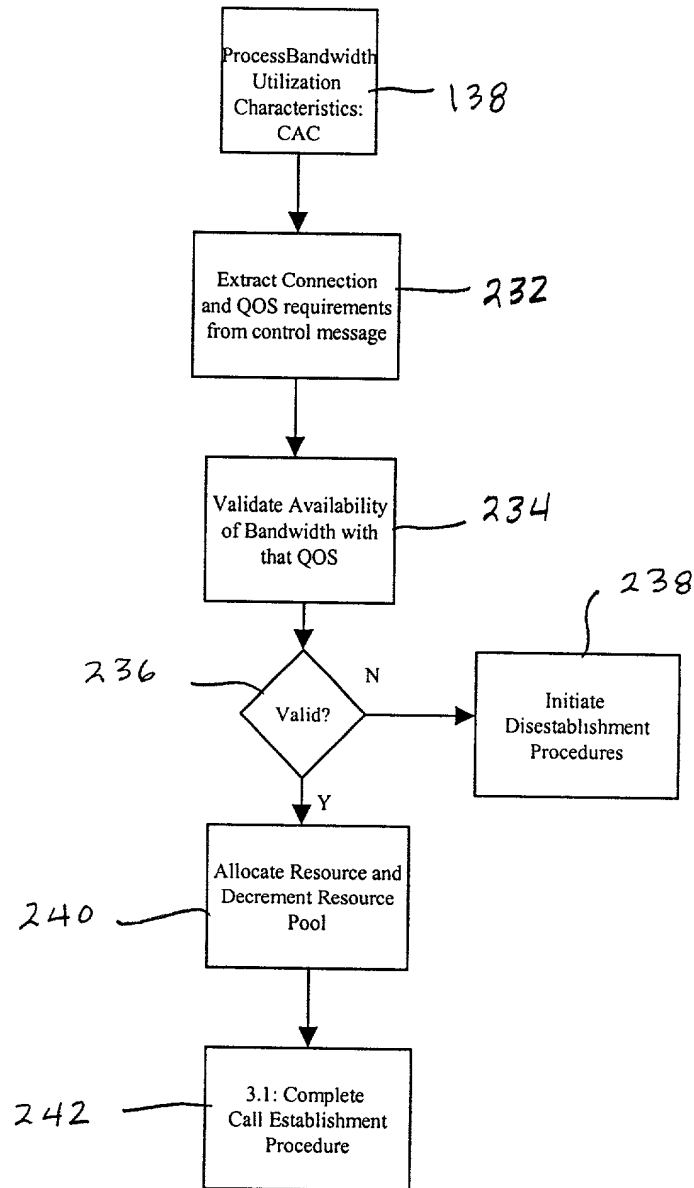 ProcessBandwidth
Utilization
Characteristics:
CAC
138
Extract Connection
and QOS requirements
from control message
232
Validate Availability
of Bandwidth with
that QOS
234
238
236
N
Valid?
Initiate
Disestablishment
Procedures
Y
Allocate Resource and
Decrement Resource
Pool
240
3.1: Complete
Call Establishment
Procedure
242